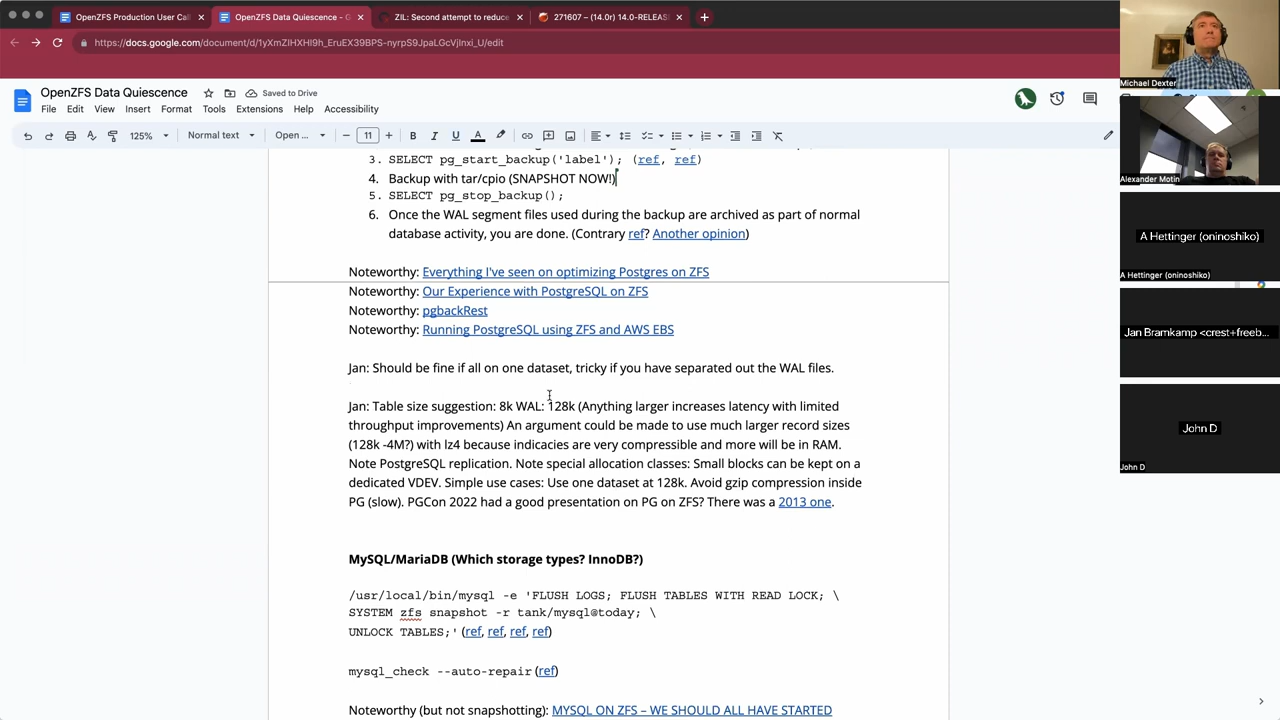 OpenZFS Production User Cal
OpenZFS Data Quiescence - G
ZIL: Second attempt to reduce
271607 – (14.0r) 14.0-RELEAS
https://docs.google.com/document/d/1yXmZIHXHI9h_EruEX39BPS-nyrpS9JpaLGcVjInxi_U/edit
OpenZFS Data Quiescence
Saved to Drive
File Edit View Insert Format Tools Extensions Help Accessibility
125% Normal text Open ... 11 B I U A
3. SELECT pg_start_backup('label'); (ref, ref)
4. Backup with tar/cpio (SNAPSHOT NOW!)
5. SELECT pg_stop_backup();
6. Once the WAL segment files used during the backup are archived as part of normal
database activity, you are done. (Contrary ref? Another opinion)
Noteworthy: Everything I've seen on optimizing Postgres on ZFS
Noteworthy: Our Experience with PostgreSQL on ZFS
Noteworthy: pgbackRest
Noteworthy: Running PostgreSQL using ZFS and AWS EBS
Jan: Should be fine if all on one dataset, tricky if you have separated out the WAL files.
Jan: Table size suggestion: 8k WAL: 128k (Anything larger increases latency with limited
throughput improvements) An argument could be made to use much larger record sizes
(128k -4M?) with lz4 because indicacies are very compressible and more will be in RAM.
Note PostgreSQL replication. Note special allocation classes: Small blocks can be kept on a
dedicated VDEV. Simple use cases: Use one dataset at 128k. Avoid gzip compression inside
PG (slow). PGCon 2022 had a good presentation on PG on ZFS? There was a 2013 one.
MySQL/MariaDB (Which storage types? InnoDB?)
/usr/local/bin/mysql -e 'FLUSH LOGS; FLUSH TABLES WITH READ LOCK; \
SYSTEM zfs snapshot -r tank/mysql@today; \
UNLOCK TABLES;' (ref, ref, ref, ref)
mysql_check --auto-repair (ref)
Noteworthy (but not snapshotting): MYSQL ON ZFS – WE SHOULD ALL HAVE STARTED
Michael Dexter
Alexander Motin
A Hettinger (oninoshiko)
A Hettinger (oninoshiko)
Jan Bramkamp <crest+freeb...
John D
John D